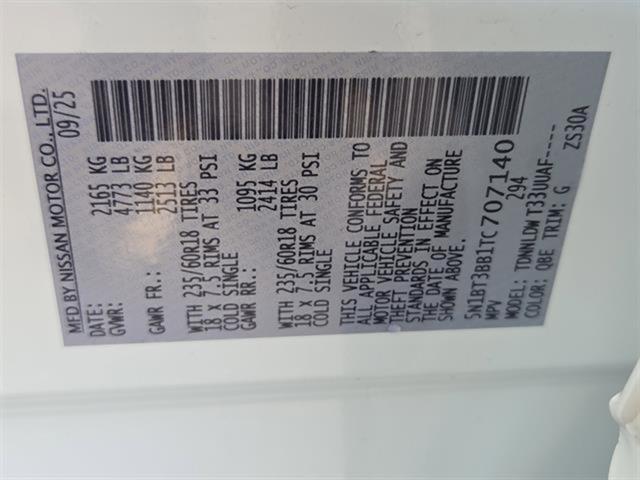 MFD.BY NISSAN MOTOR CO., LTD.
DATE: 09/25
GVWR: 2165 KG
4773 LB
GAWR FR.: 1140 KG
2513 LB
WITH 235/60R18 TIRES
18 x 7.5 RIMS AT 33 PSI
COLD SINGLE
GAWR RR.: 1095 KG
2414 LB
WITH 235/60R18 TIRES
18 x 7.5 RIMS AT 30 PSI
COLD SINGLE
THIS VEHICLE CONFORMS TO
ALL APPLICABLE FEDERAL
MOTOR VEHICLE SAFETY AND
THEFT PREVENTION
STANDARDS IN EFFECT ON
THE DATE OF MANUFACTURE
SHOWN ABOVE.
5N1BT3BB1TC707140
MPV 294
MODEL: TDNNLDW T33UUAF----
COLOR: QBE TRIM: G ZS30A